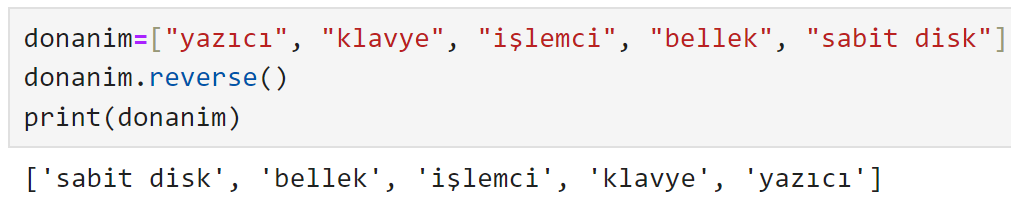 donanim=["yazıcı", "klavye", "işlemci", "bellek", "sabit disk"]
donanim.reverse()
print(donanim)
['sabit disk', 'bellek', 'işlemci', 'klavye', 'yazıcı']